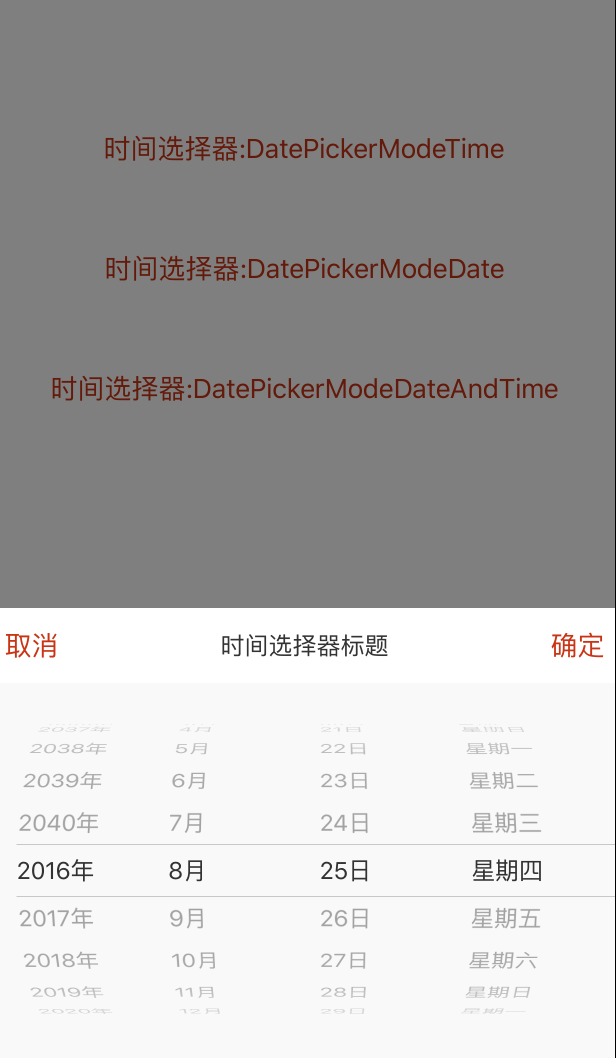 时间选择器:DatePickerModeTime
时间选择器:DatePickerModeDate
时间选择器:DatePickerModeDateAndTime
取消 时间选择器标题 确定
2037年 4月 21日 星期日
2038年 5月 22日 星期一
2039年 6月 23日 星期二
2040年 7月 24日 星期三
2016年 8月 25日 星期四
2017年 9月 26日 星期五
2018年 10月 27日 星期六
2019年 11月 28日 星期日
2020年 12月 29日 星期一